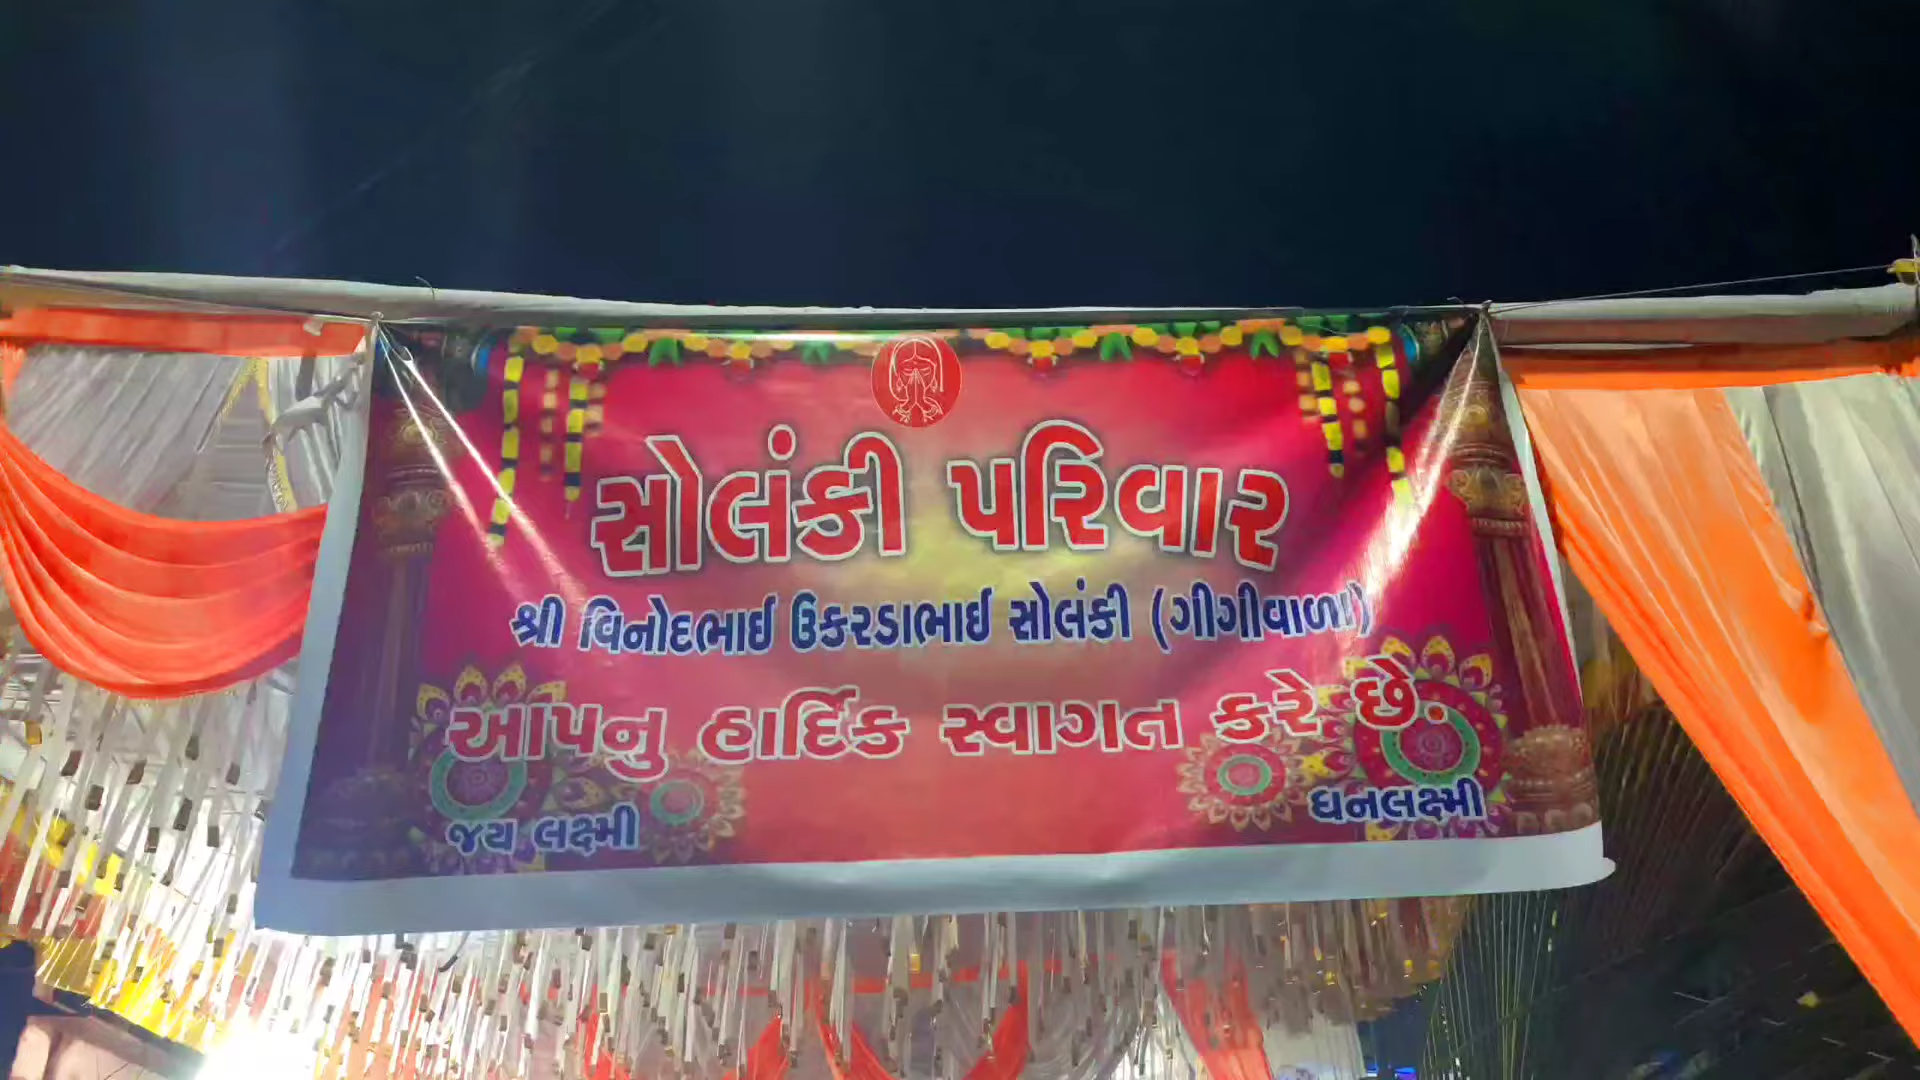 સોલંકી પરિવાર
શ્રી વિનોદભાઈ ઉકરડાભાઈ સોલંકી (ગીગીવાળા)
આપનુ હાર્દિક સ્વાગત કરે છે.
જય લક્ષ્મી
ધનલક્ષ્મી